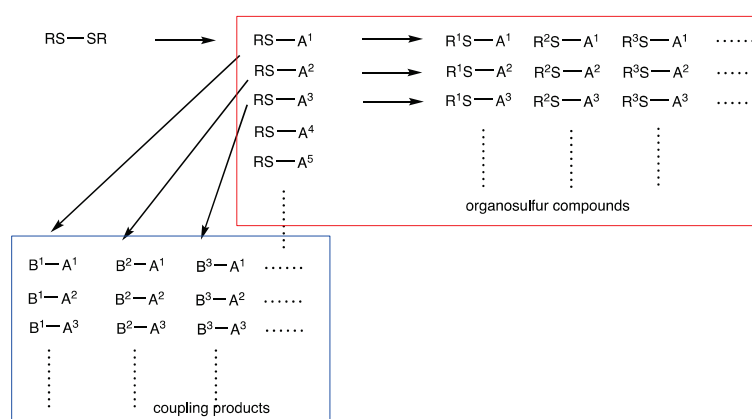 RS—SR RS—A¹ R¹S—A¹ R²S—A¹ R³S—A¹ ······
RS—A² R¹S—A² R²S—A² R³S—A² ······
RS—A³ R¹S—A³ R²S—A³ R³S—A³ ······
RS—A⁴
RS—A⁵
organosulfur compounds
B¹—A¹ B²—A¹ B³—A¹ ······
B¹—A² B²—A² B³—A² ······
B¹—A³ B²—A³ B³—A³ ······
coupling products